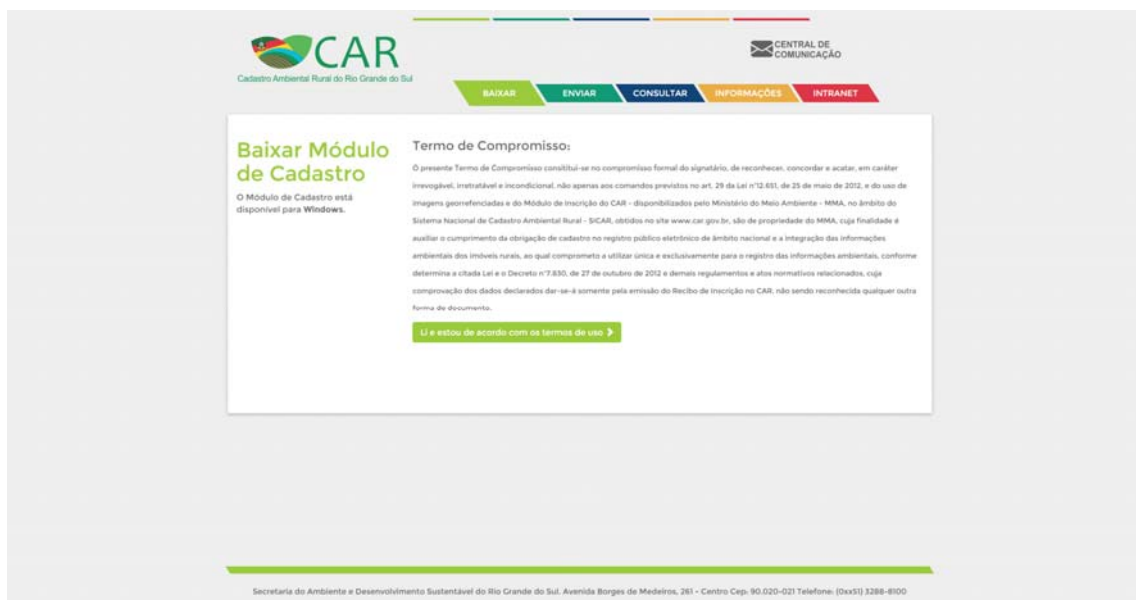 CAR
Cadastro Ambiental Rural do Rio Grande do Sul
CENTRAL DE
COMUNICAÇÃO
BAIXAR
ENVIAR
CONSULTAR
INFORMAÇÕES
INTRANET
Baixar Módulo
de Cadastro
O Módulo de Cadastro está
disponível para Windows.
Termo de Compromisso:
O presente Termo de Compromisso consititui-se no compromisso formal do signatário, de reconhecer, concordar e acatar, em caráter
irrevogável, irretratável e incondicional, não apenas aos comandos previstos no art. 29 da Lei n°12.651, de 25 de maio de 2012, e do uso de
imagens georrefenciadas e do Módulo de Inscrição do CAR - disponibilizados pelo Ministério do Meio Ambiente - MMA, no âmbito do
Sistema Nacional de Cadastro Ambiental Rural - SICAR, obtidos no site www.car.gov.br, são de propriedade do MMA, cuja finalidade é
auxiliar o cumprimento da obrigação de cadastro no registro público eletrônico de âmbito nacional e a integração das informações
ambientais dos imóveis rurais, ao qual comprometo a utilizar única e exclusivamente para o registro das informações ambientais, conforme
determina a citada Lei e o Decreto n°7.830, de 27 de outubro de 2012 e demais regulamentos e atos normativos relacionados, cuja
comprovação dos dados declarados dar-se-á somente pela emissão do Recibo de Inscrição no CAR, não sendo reconhecida qualquer outra
forma de documento.
Li e estou de acordo com os termos de uso
Secretaria do Ambiente e Desenvolvimento Sustentável do Rio Grande do Sul. Avenida Borges de Medeiros, 261 - Centro Cep: 90.020-021 Telefone: (0xx51) 3288-8100